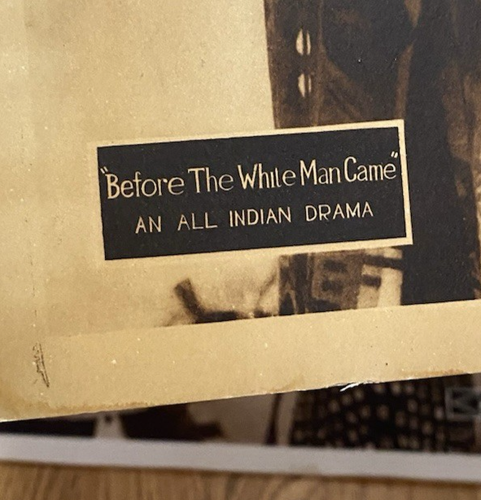 "Before The White Man Came"
AN ALL INDIAN DRAMA